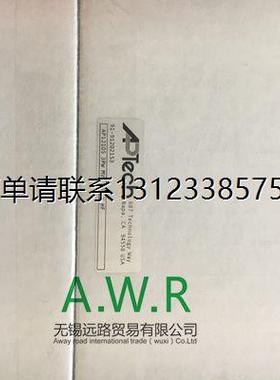 APTech
687 Technology Way
Napa, CA
94558 USA
单请联系1312338575
A.W.R
无锡远路贸易有限公司
Away road international trade (wuxi) co., ltd